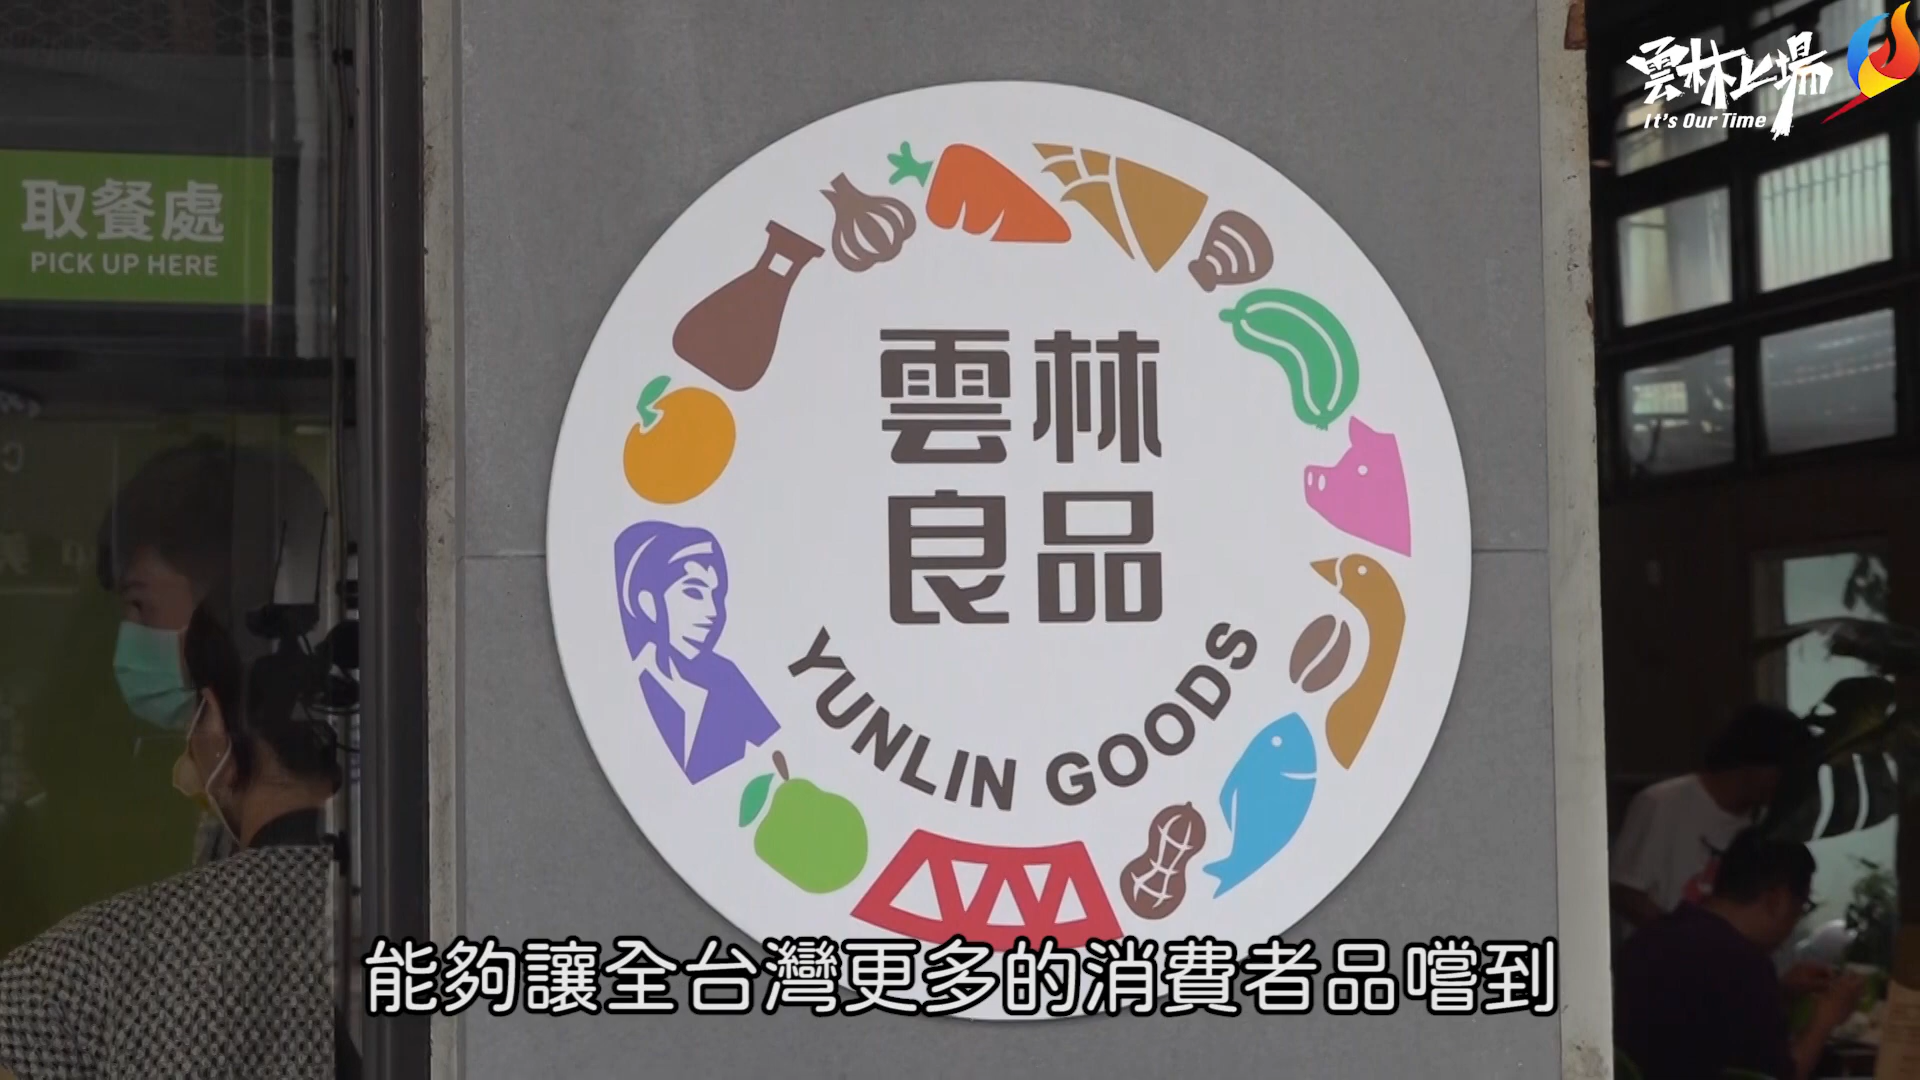 雲林上場
It's Our Time
取餐處
PICK UP HERE
雲林
良品
YUNLIN GOODS
能夠讓全台灣更多的消費者品嚐到